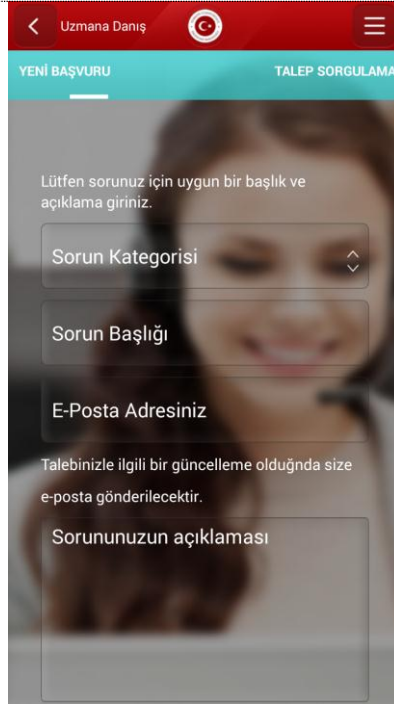 Uzmana Danış
YENİ BAŞVURU
TALEP SORGULAMA
Lütfen sorunuz için uygun bir başlık ve
açıklama giriniz.
Sorun Kategorisi
Sorun Başlığı
E-Posta Adresiniz
Talebinizle ilgili bir güncelleme olduğnda size
e-posta gönderilecektir.
Sorununuzun açıklaması